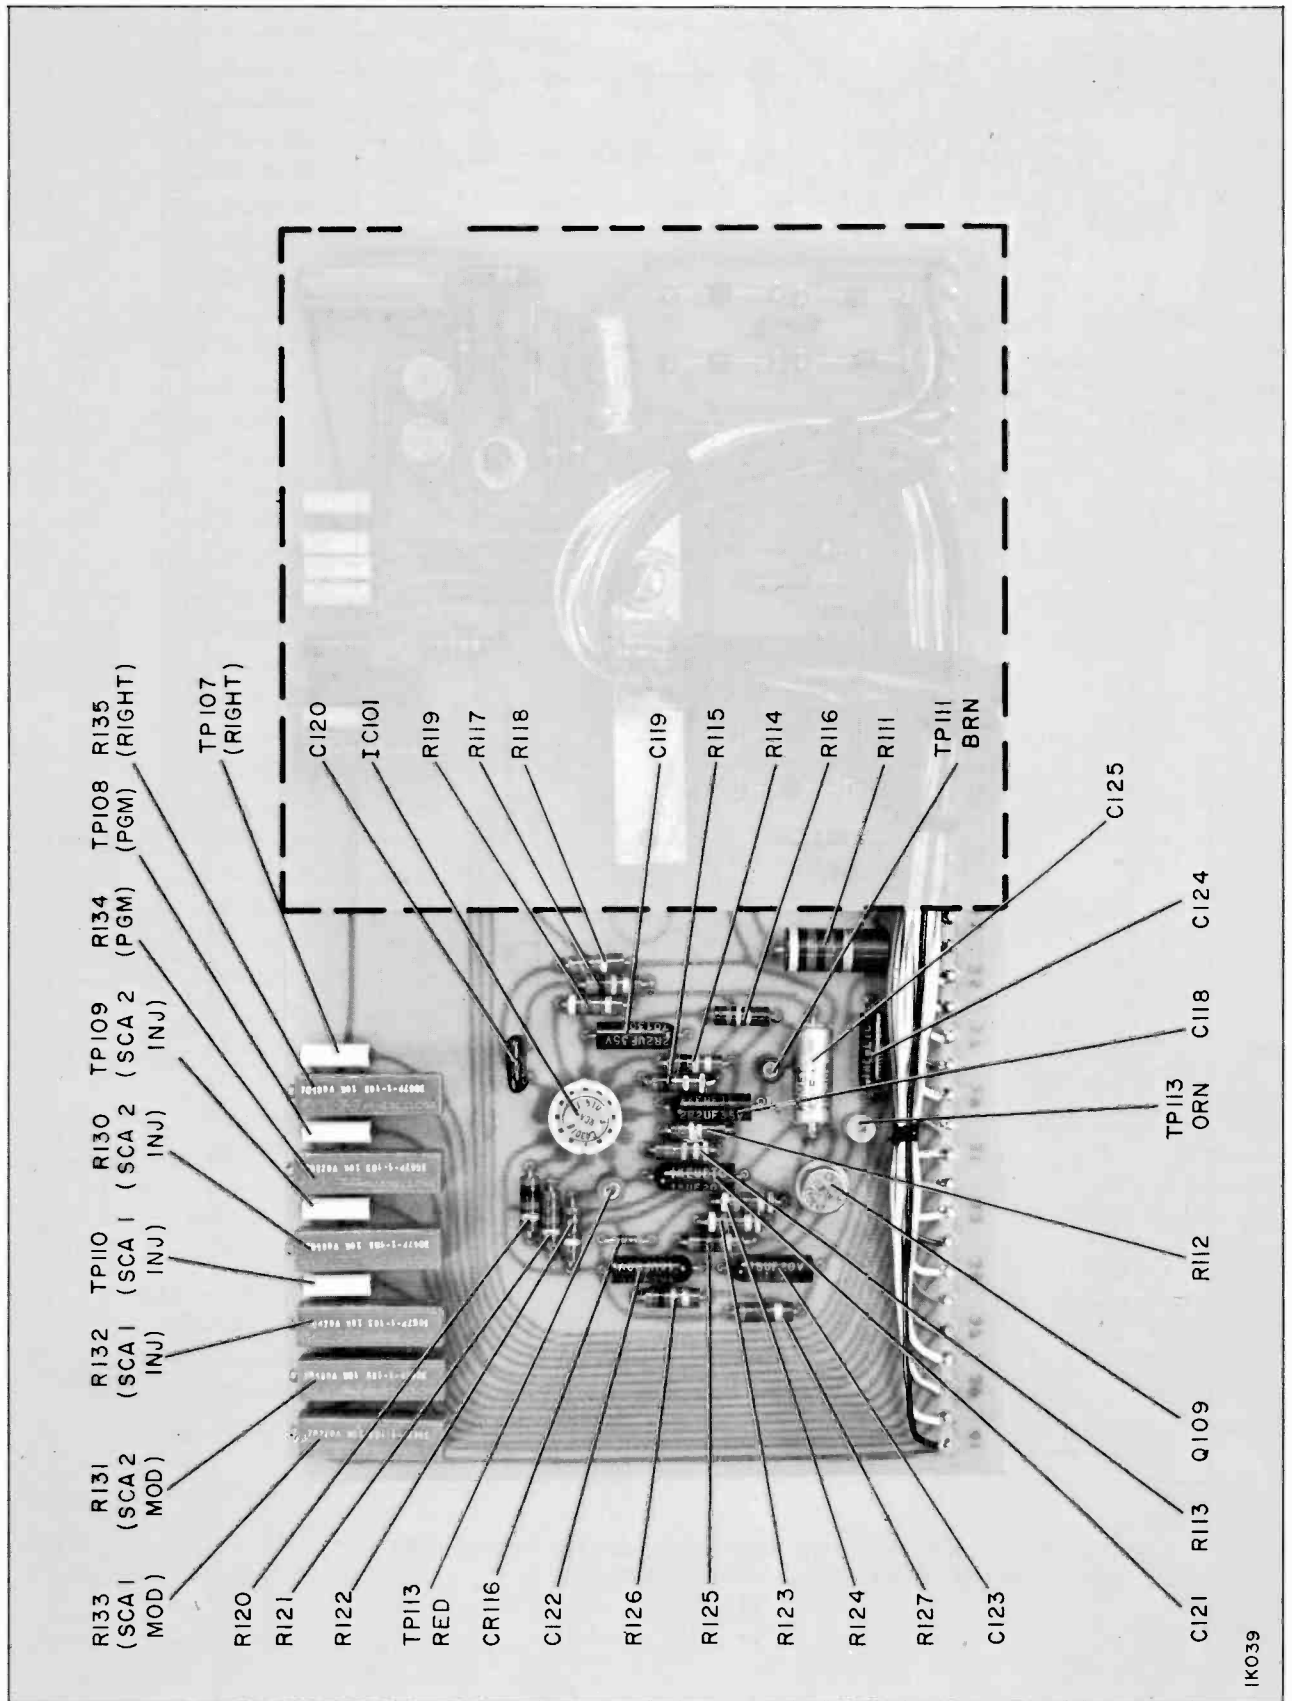 R133
(SCA 1
MOD)
R131
(SCA 2
MOD)
R132
(SCA 1
INJ)
TP110
(SCA 1
INJ)
R130
(SCA 2
INJ)
TP109
(SCA 2
INJ)
R134
(PGM)
TP108
(PGM)
R135
(RIGHT)
TP107
(RIGHT)
C120
IC101
R119
R117
R118
C119
R115
R114
R116
R111
TP111
BRN
C125
C124
C118
TP113
ORN
R112
Q109
R113
C121
R120
R121
R122
TP113
RED
CR116
C122
R126
R125
R123
R124
R127
C123
2R2UF35V
1K039